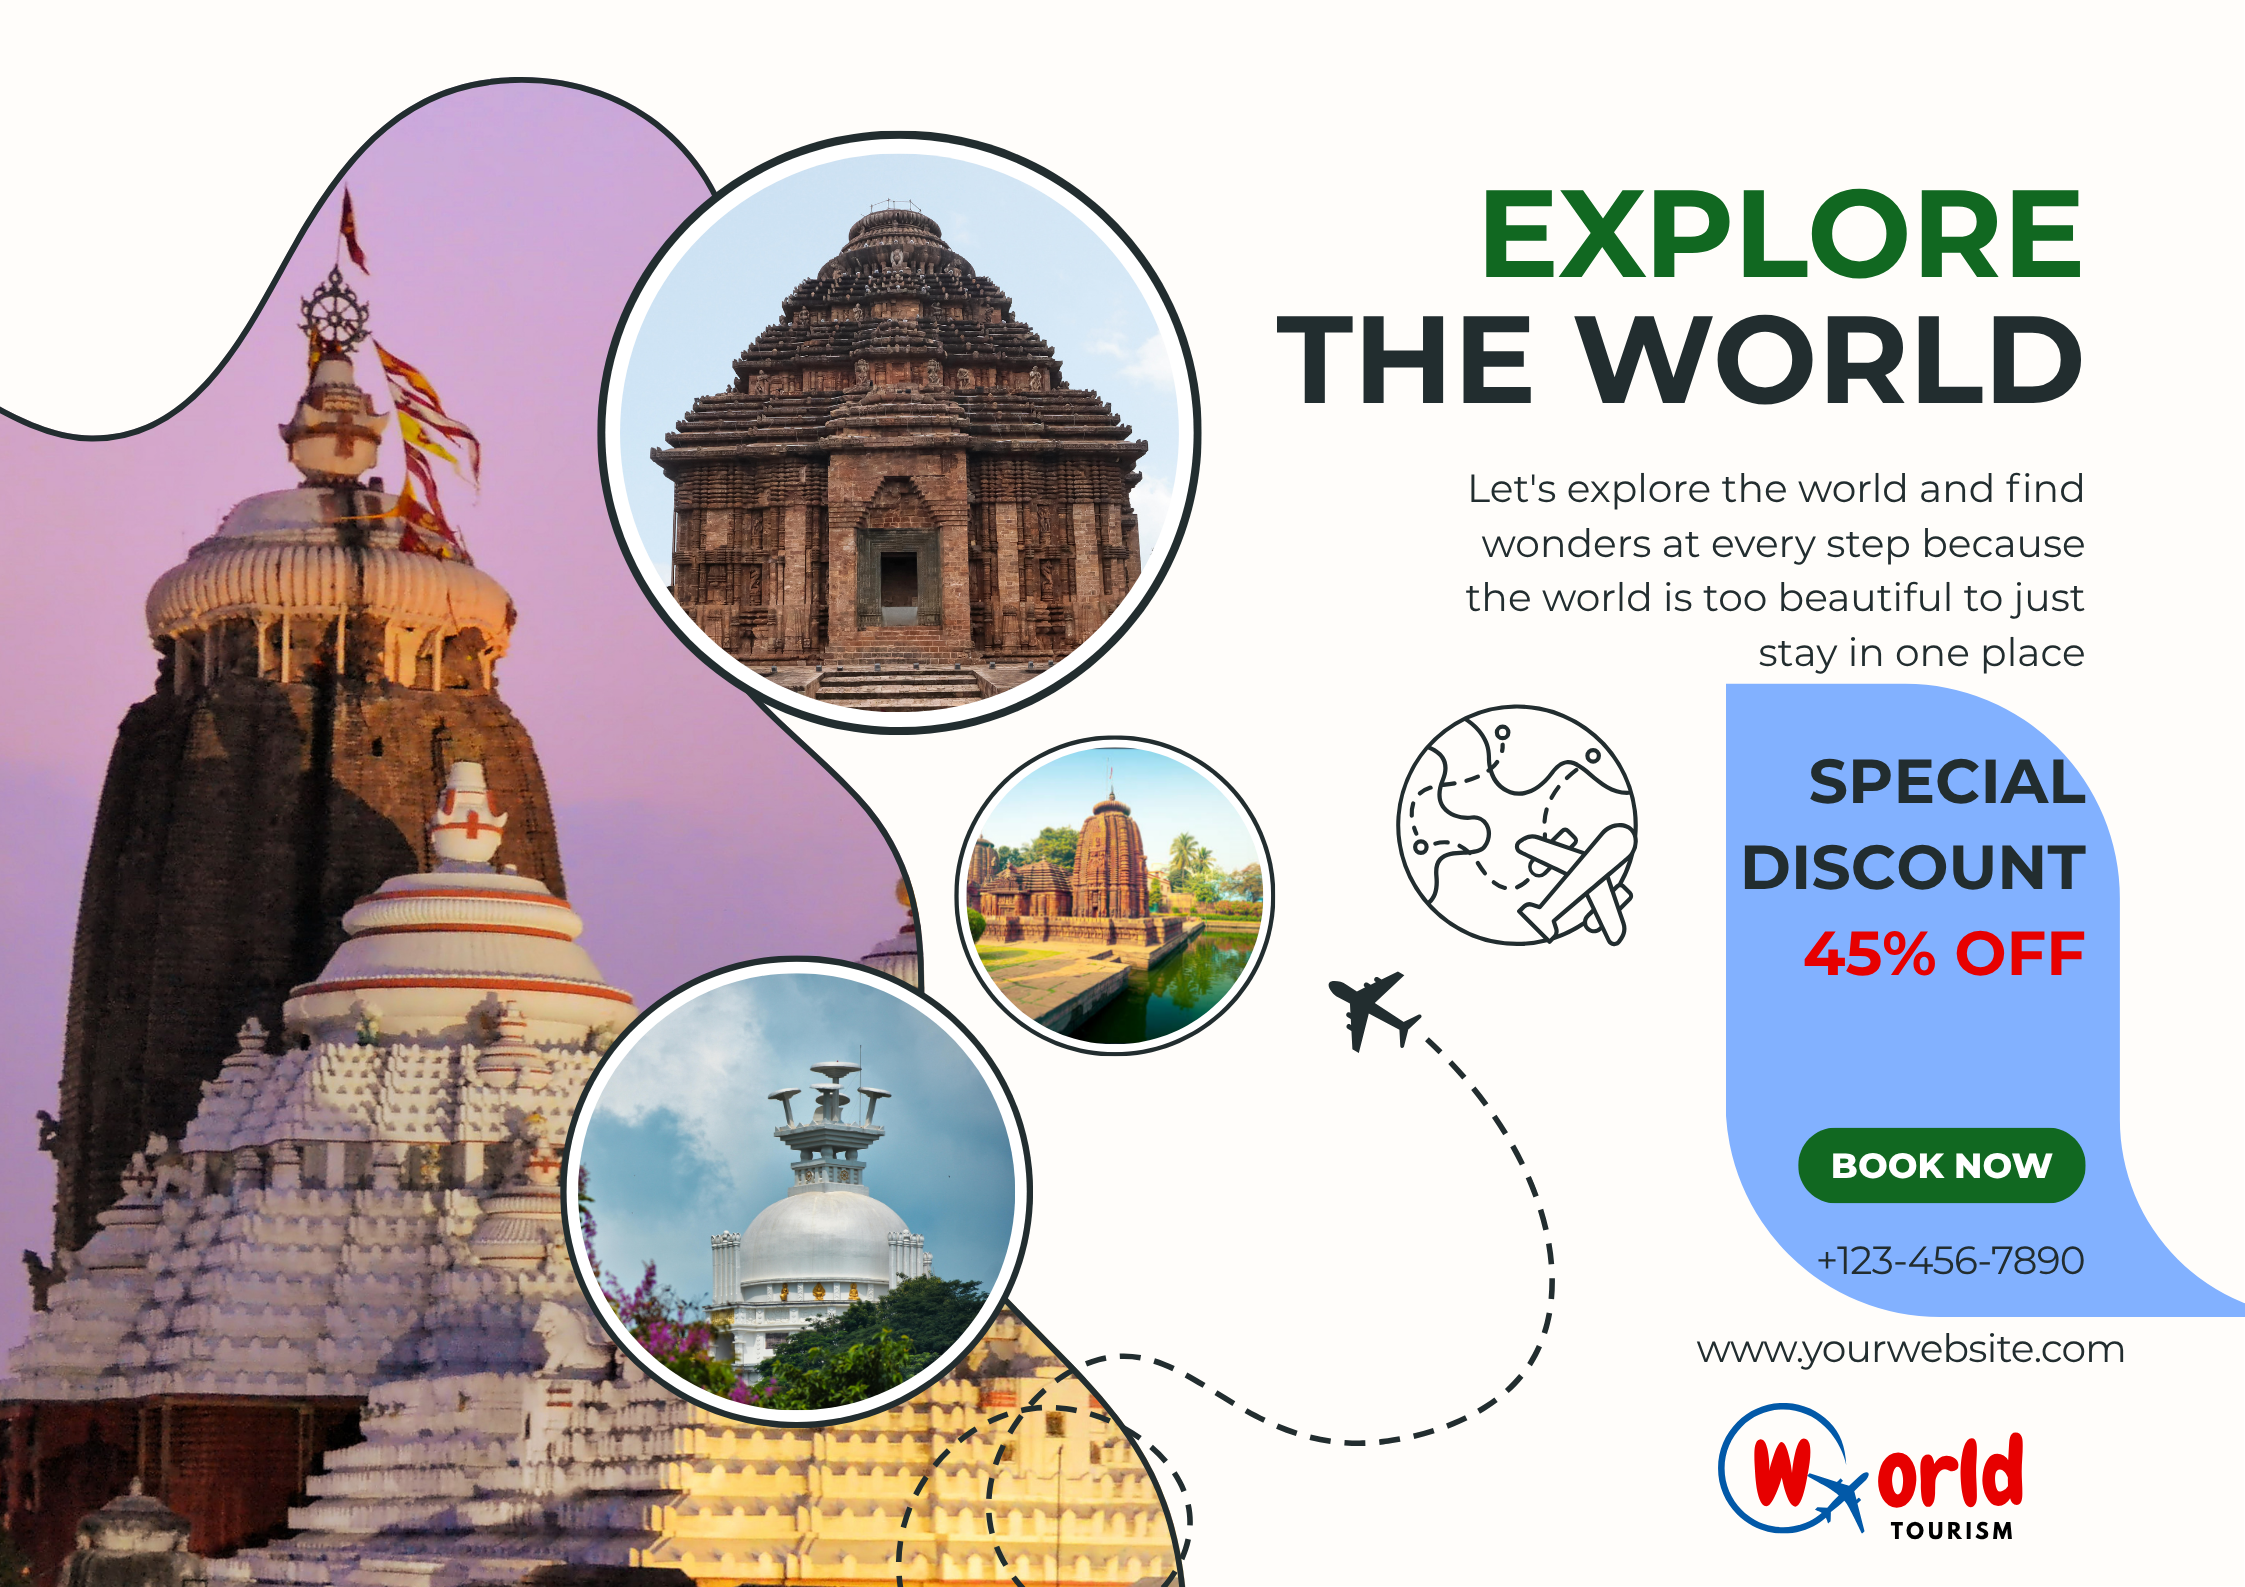 EXPLORE
THE WORLD
Let's explore the world and find
wonders at every step because
the world is too beautiful to just
stay in one place
SPECIAL
DISCOUNT
45% OFF
BOOK NOW
+123-456-7890
www.yourwebsite.com
World
TOURISM